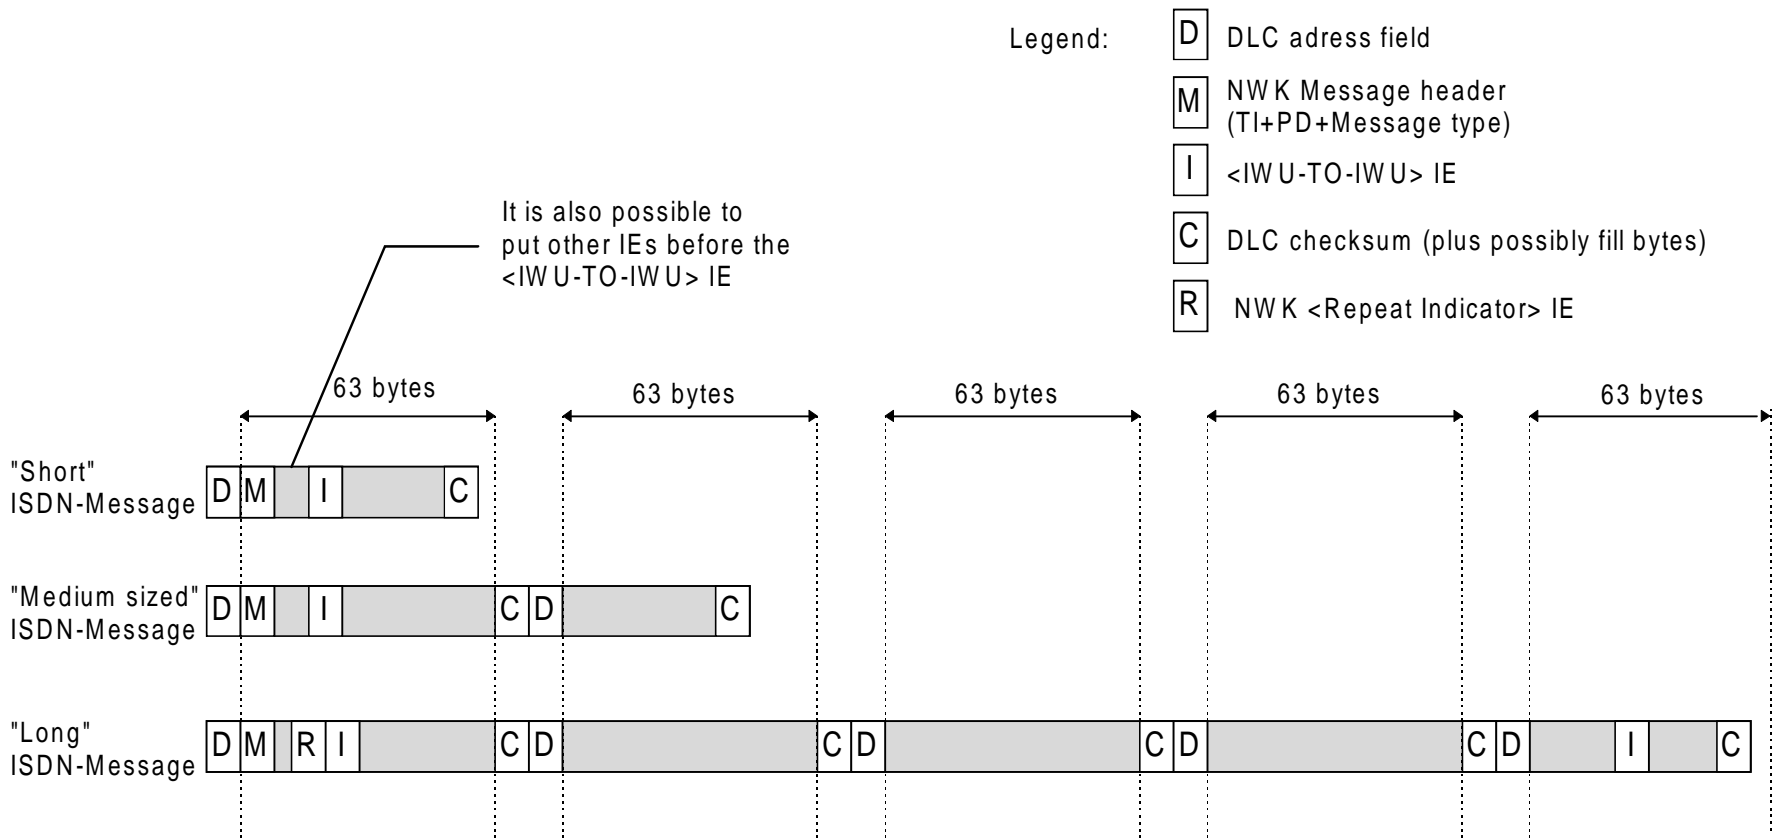 Legend:
D DLC adress field
M NWK Message header
(TI+PD+Message type)
I <IWU-TO-IWU> IE
C DLC checksum (plus possibly fill bytes)
R NWK <Repeat Indicator> IE
It is also possible to
put other IEs before the
<IWU-TO-IWU> IE
63 bytes 63 bytes 63 bytes 63 bytes 63 bytes
"Short"
ISDN-Message
D M I C
"Medium sized"
ISDN-Message
D M I C D C
"Long"
ISDN-Message
D M R I C D C D C D C D I C